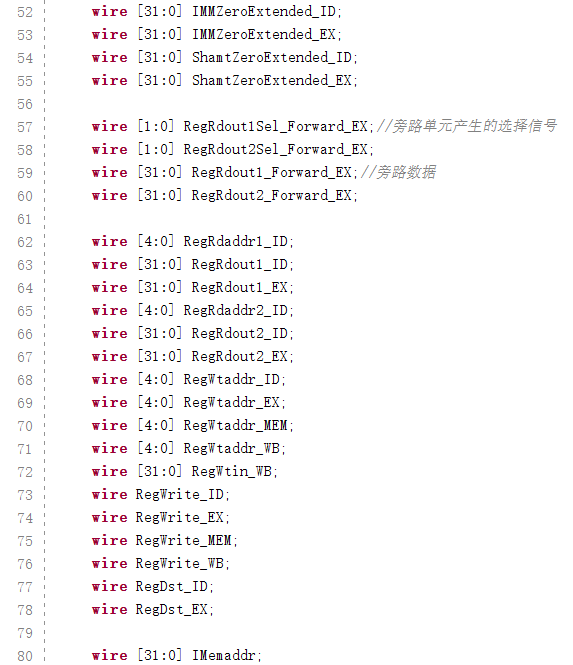 52 wire [31:0] IMMZeroExtended_ID;
53 wire [31:0] IMMZeroExtended_EX;
54 wire [31:0] ShamtZeroExtended_ID;
55 wire [31:0] ShamtZeroExtended_EX;
56
57 wire [1:0] RegRdout1Sel_Forward_EX;//旁路单元产生的选择信号
58 wire [1:0] RegRdout2Sel_Forward_EX;
59 wire [31:0] RegRdout1_Forward_EX;//旁路数据
60 wire [31:0] RegRdout2_Forward_EX;
61
62 wire [4:0] RegRdaddr1_ID;
63 wire [31:0] RegRdout1_ID;
64 wire [31:0] RegRdout1_EX;
65 wire [4:0] RegRdaddr2_ID;
66 wire [31:0] RegRdout2_ID;
67 wire [31:0] RegRdout2_EX;
68 wire [4:0] RegWtaddr_ID;
69 wire [4:0] RegWtaddr_EX;
70 wire [4:0] RegWtaddr_MEM;
71 wire [4:0] RegWtaddr_WB;
72 wire [31:0] RegWtin_WB;
73 wire RegWrite_ID;
74 wire RegWrite_EX;
75 wire RegWrite_MEM;
76 wire RegWrite_WB;
77 wire RegDst_ID;
78 wire RegDst_EX;
79
80 wire [31:0] IMemaddr;